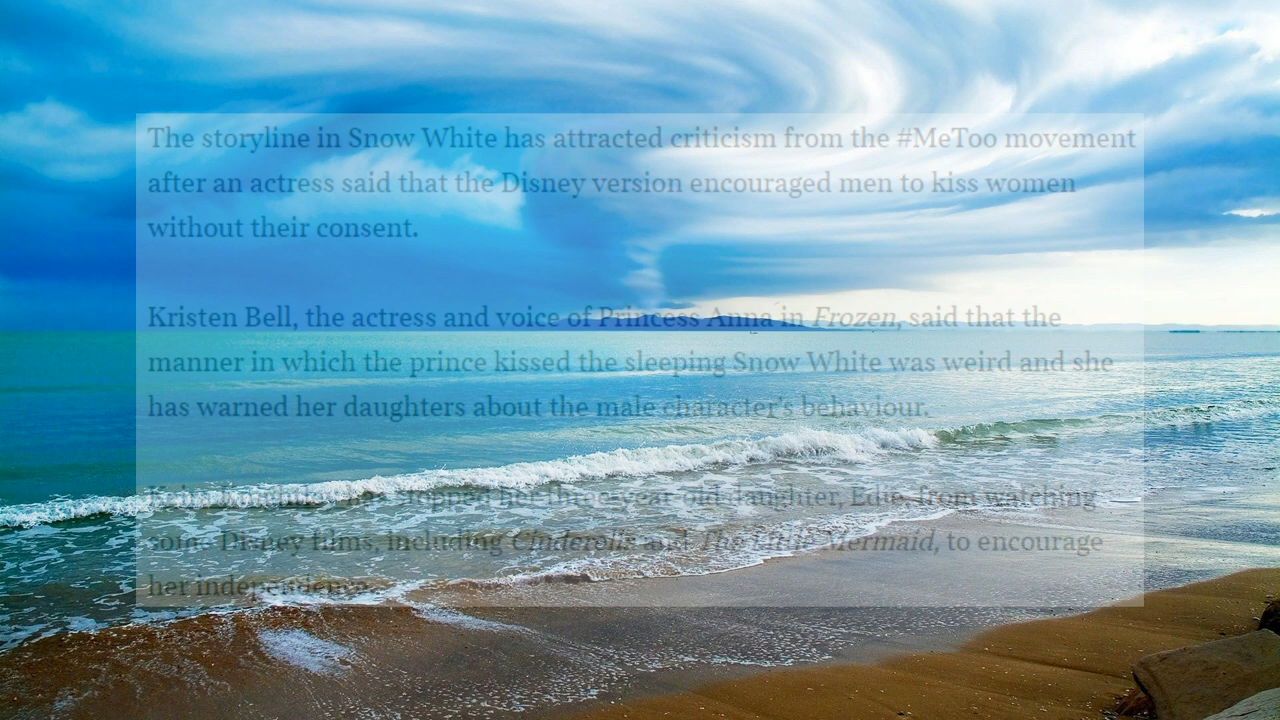 The storyline in Snow White has attracted criticism from the #MeToo movement
after an actress said that the Disney version encouraged men to kiss women
without their consent.
Kristen Bell, the actress and voice of Princess Anna in Frozen, said that the
manner in which the prince kissed the sleeping Snow White was weird and she
has warned her daughters about the male character's behaviour.
Keira Knightley stopped her three-year-old daughter, Edie, from watching
some Disney films, including Cinderella and The Little Mermaid, to encourage
her independence.